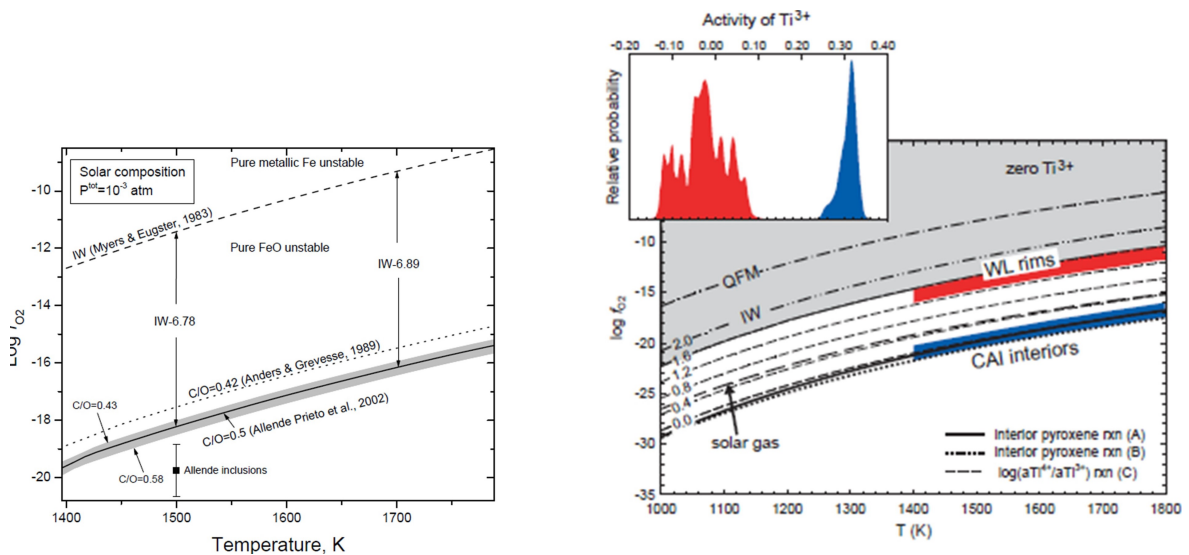 Solar composition
P^tot=10^-3 atm
Pure metallic Fe unstable
IW (Myers & Eugster, 1983)
Pure FeO unstable
IW-6.89
IW-6.78
C/O=0.42 (Anders & Grevesse, 1989)
C/O=0.43
C/O=0.5 (Allende Prieto et al., 2002)
C/O=0.58
Allende inclusions
Log f_O2
-10
-12
-14
-16
-18
-20
1400
1500
1600
1700
Temperature, K
Activity of Ti³⁺
-0.20
-0.10
0.00
0.10
0.20
0.30
0.40
Relative probability
zero Ti³⁺
QFM
IW
WL rims
CAI interiors
2.0
1.6
1.2
0.8
0.4
0.0
solar gas
Interior pyroxene rxn (A)
Interior pyroxene rxn (B)
log(aTi⁴⁺/aTi³⁺) rxn (C)
log f_O2
-10
-15
-20
-25
-30
-35
1000
1100
1200
1300
1400
1500
1600
1700
1800
T (K)